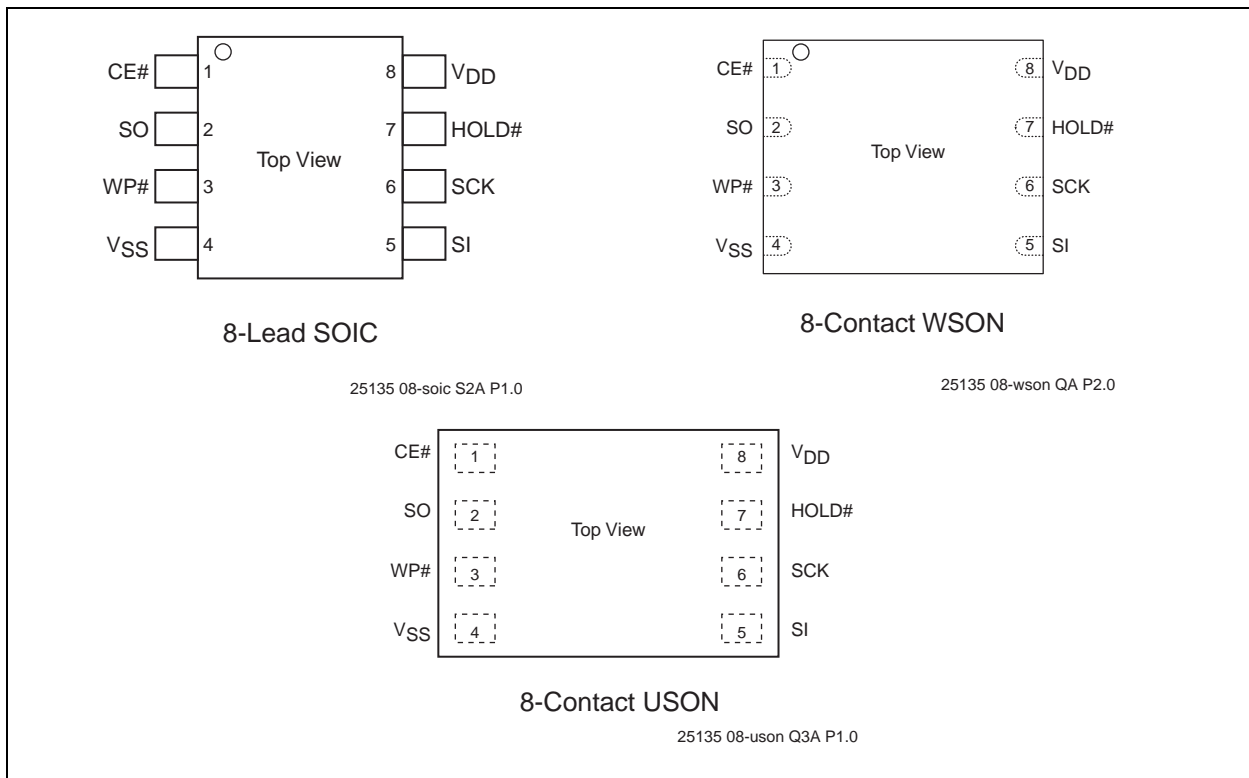 CE# 1 8 VDD
SO 2 7 HOLD#
Top View
WP# 3 6 SCK
VSS 4 5 SI
8-Lead SOIC
25135 08-soic S2A P1.0
CE# 1 8 VDD
SO 2 7 HOLD#
Top View
WP# 3 6 SCK
VSS 4 5 SI
8-Contact WSON
25135 08-wson QA P2.0
CE# 1 8 VDD
SO 2 7 HOLD#
Top View
WP# 3 6 SCK
VSS 4 5 SI
8-Contact USON
25135 08-uson Q3A P1.0